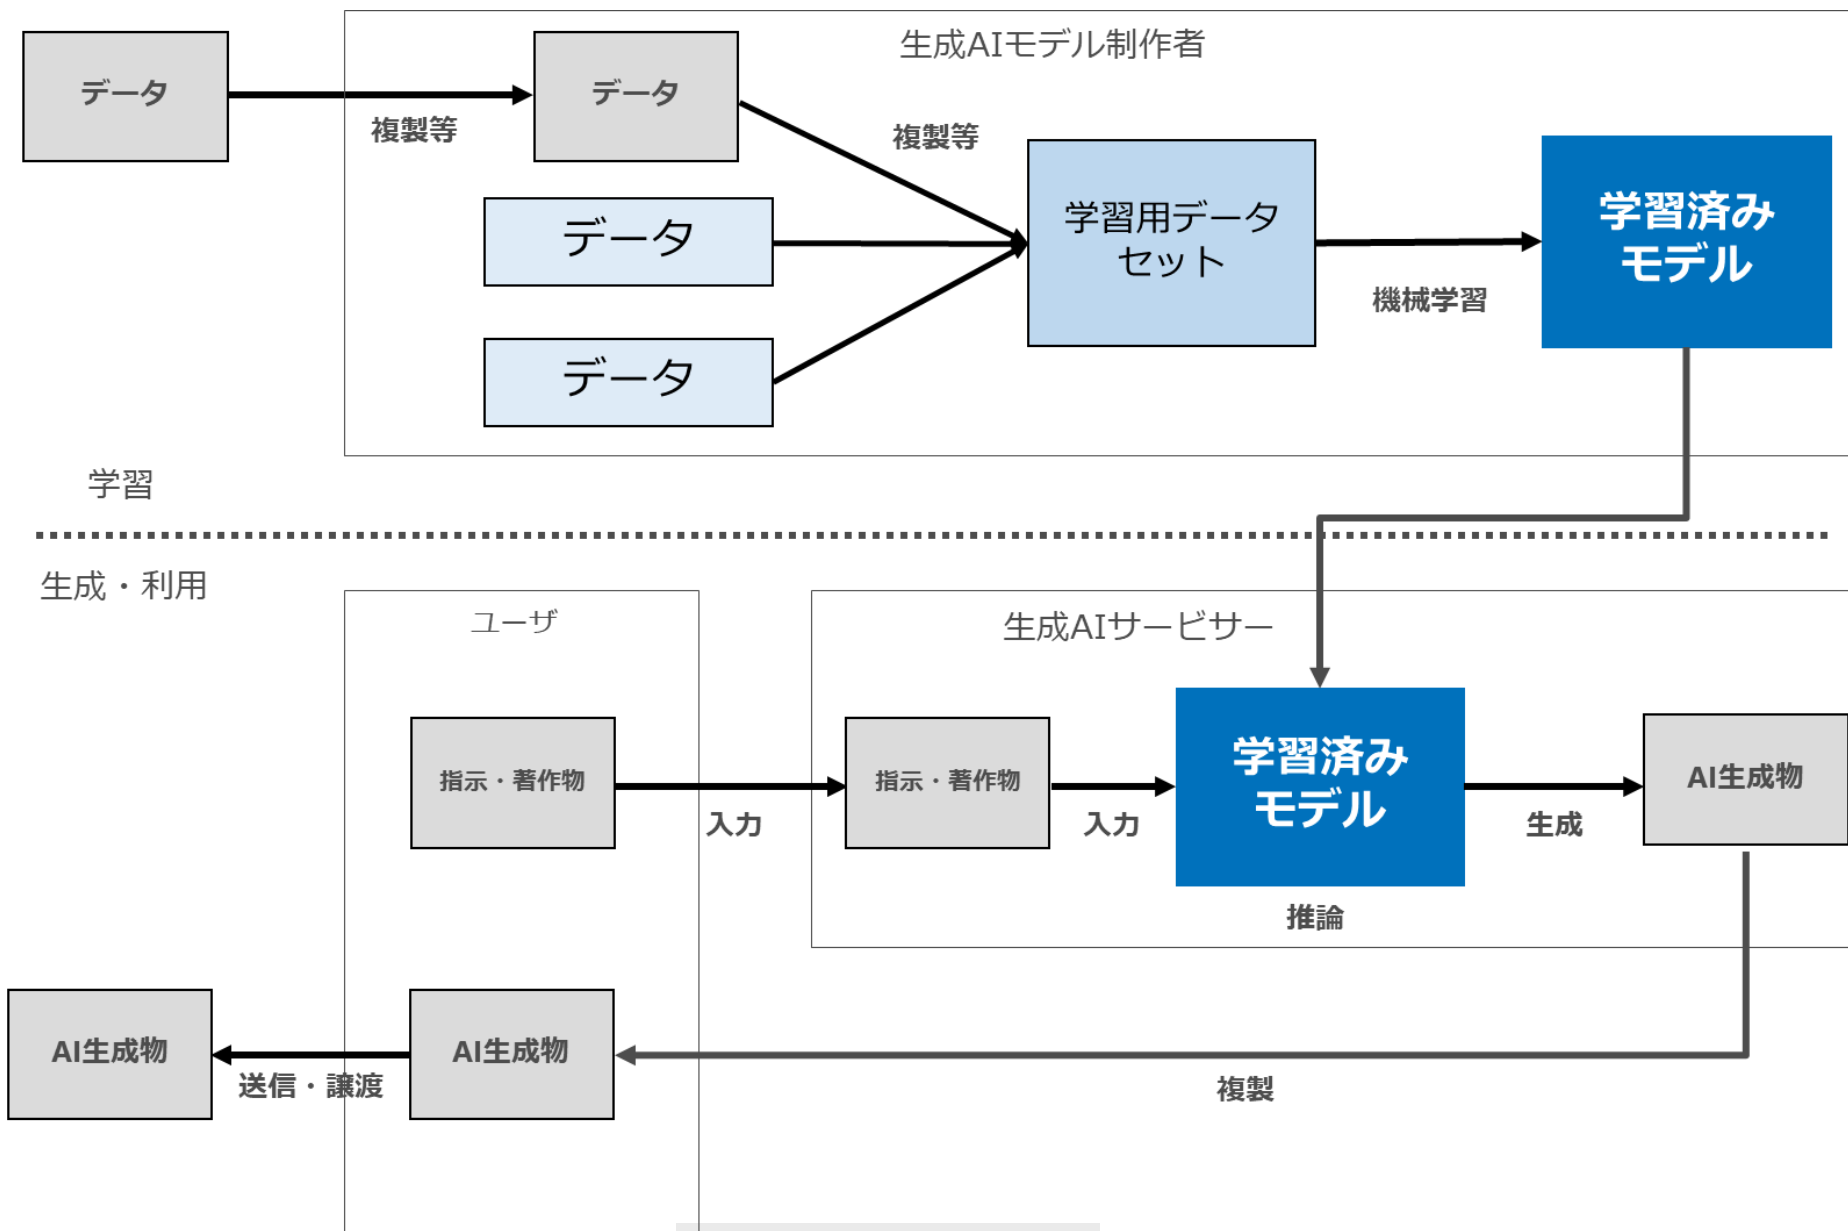 生成AIモデル制作者
データ
データ
複製等
複製等
データ
学習用データ
セット
学習済み
モデル
機械学習
データ
学習
生成・利用
ユーザ
生成AIサービサー
指示・著作物
入力
指示・著作物
入力
学習済み
モデル
推論
生成
AI生成物
AI生成物
送信・譲渡
AI生成物
複製